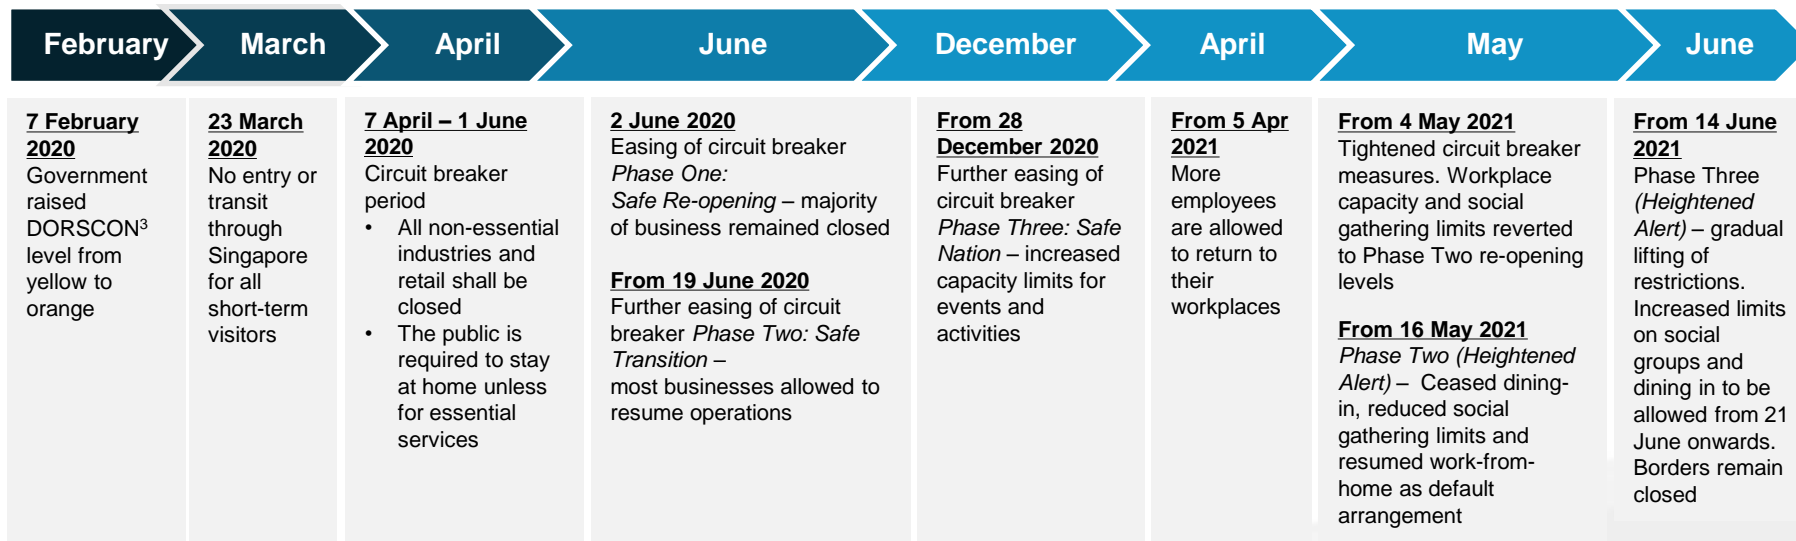 February
March
April
June
December
April
May
June
7 February
2020
Government
raised
DORSCON³
level from
yellow to
orange
23 March
2020
No entry or
transit
through
Singapore
for all
short-term
visitors
7 April – 1 June
2020
Circuit breaker
period
• All non-essential
industries and
retail shall be
closed
• The public is
required to stay
at home unless
for essential
services
2 June 2020
Easing of circuit breaker
Phase One:
Safe Re-opening – majority
of business remained closed
From 19 June 2020
Further easing of circuit
breaker Phase Two: Safe
Transition –
most businesses allowed to
resume operations
From 28
December 2020
Further easing of
circuit breaker
Phase Three: Safe
Nation – increased
capacity limits for
events and
activities
From 5 Apr
2021
More
employees
are allowed
to return to
their
workplaces
From 4 May 2021
Tightened circuit breaker
measures. Workplace
capacity and social
gathering limits reverted
to Phase Two re-opening
levels
From 16 May 2021
Phase Two (Heightened
Alert) – Ceased dining-
in, reduced social
gathering limits and
resumed work-from-
home as default
arrangement
From 14 June
2021
Phase Three
(Heightened
Alert) – gradual
lifting of
restrictions.
Increased limits
on social
groups and
dining in to be
allowed from 21
June onwards.
Borders remain
closed